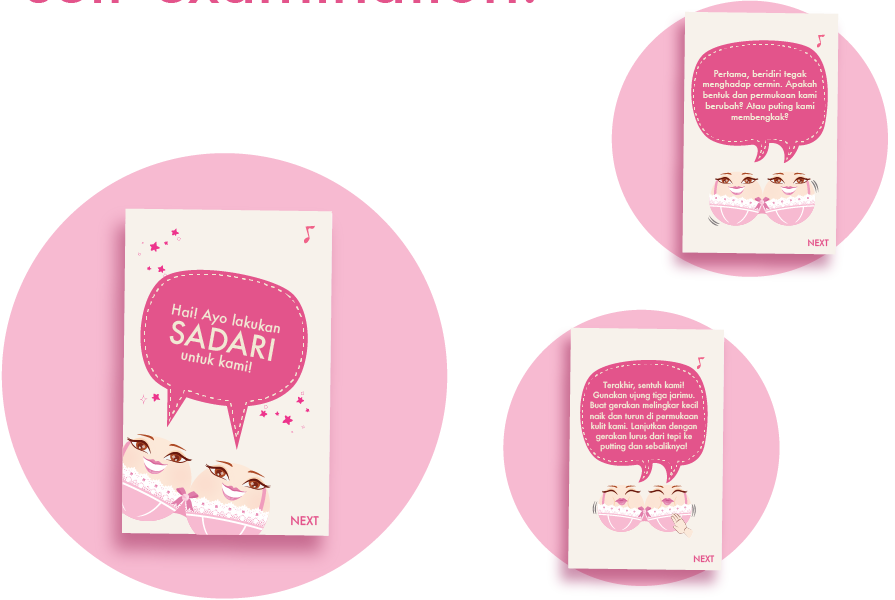 self-examination.
Hai! Ayo lakukan
SADARI
untuk kami!
NEXT
Pertama, beridiri tegak
menghadap cermin. Apakah
bentuk dan permukaan kami
berubah? Atau puting kami
membengkak?
NEXT
Terakhir, sentuh kami!
Gunakan ujung tiga jarimu.
Buat gerakan melingkar kecil
naik dan turun di permukaan
kulit kami. Lanjutkan dengan
gerakan lurus dari tepi ke
putting dan sebaliknya!
NEXT